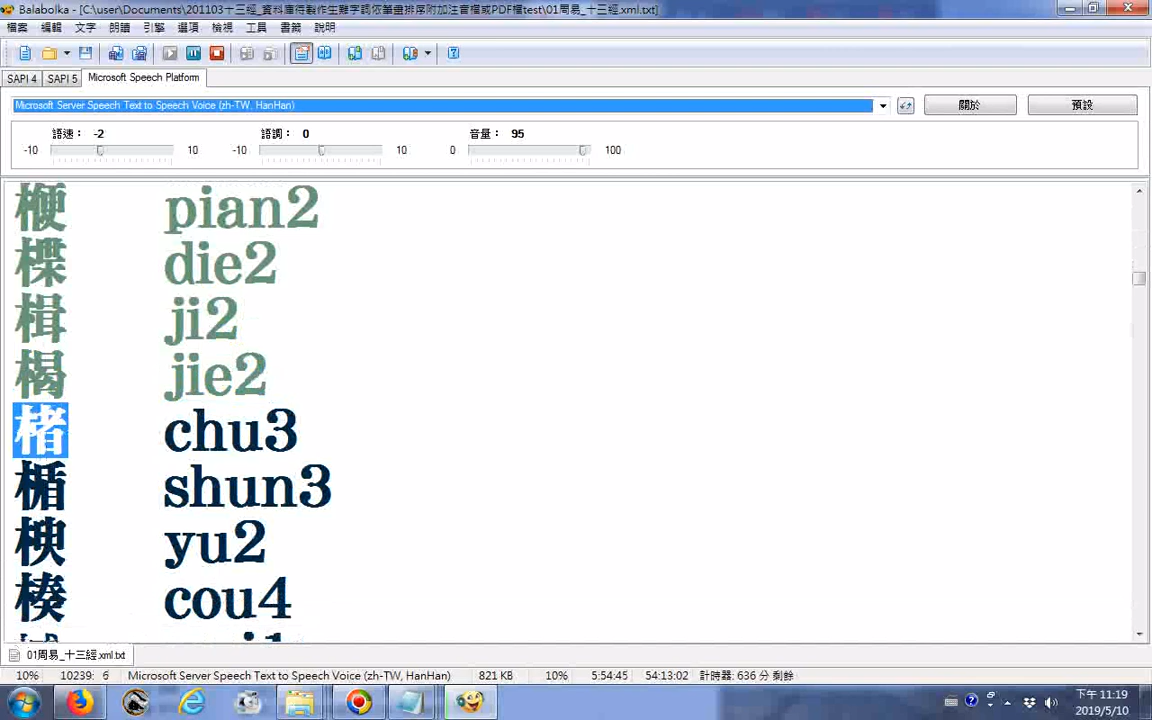 Balabolka - [C:\user\Documents\201103十三經_資料庫待製作生難字詞依筆畫排序附加注音檔或PDF檔test\01周易_十三經.xml.txt]
檔案 編輯 文字 朗讀 引擎 選項 檢視 工具 書籤 說明
SAPI 4 SAPI 5 Microsoft Speech Platform
Microsoft Server Speech Text to Speech Voice (zh-TW, HanHan) 關於 預設
語速： -2 語調： 0 音量： 95
-10 10 -10 10 0 100
楩 pian2
楪 die2
楫 ji2
楬 jie2
楮 chu3
楯 shun3
楰 yu2
楱 cou4
01周易_十三經.xml.txt
10% 10239: 6 Microsoft Server Speech Text to Speech Voice (zh-TW, HanHan) 821 KB 10% 5:54:45 54:13:02 計時器: 636 分 剩餘
下午 11:19
2019/5/10